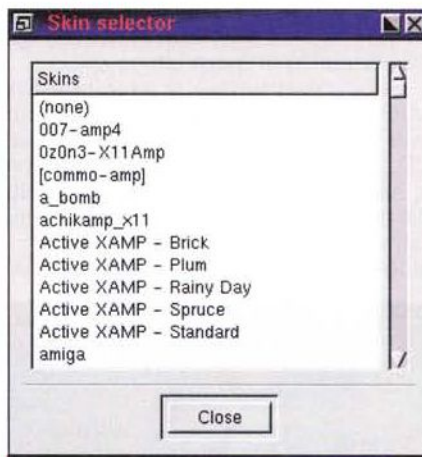 Skin selector
Skins
(none)
007-amp4
0z0n3-X11Amp
[commo-amp]
a_bomb
achikamp_x11
Active XAMP - Brick
Active XAMP - Plum
Active XAMP - Rainy Day
Active XAMP - Spruce
Active XAMP - Standard
amiga
Close